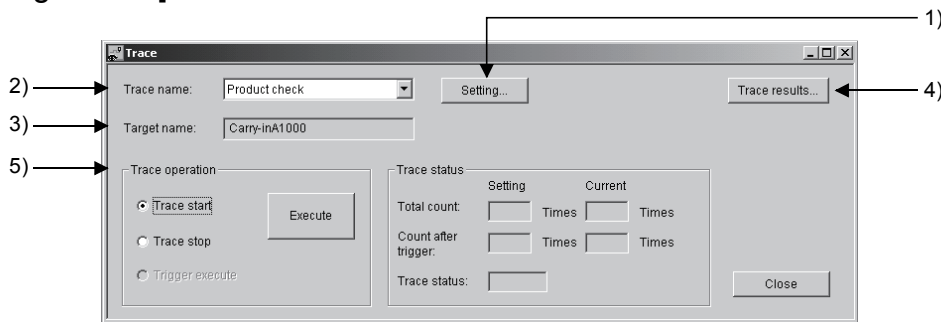 1)
Trace
2)
Trace name:
Product check
Setting...
Trace results...
4)
3)
Target name:
Carry-inA1000
5)
Trace operation
Trace start
Execute
Trace stop
Trigger execute
Trace status
Setting Current
Total count: Times Times
Count after
trigger: Times Times
Trace status:
Close